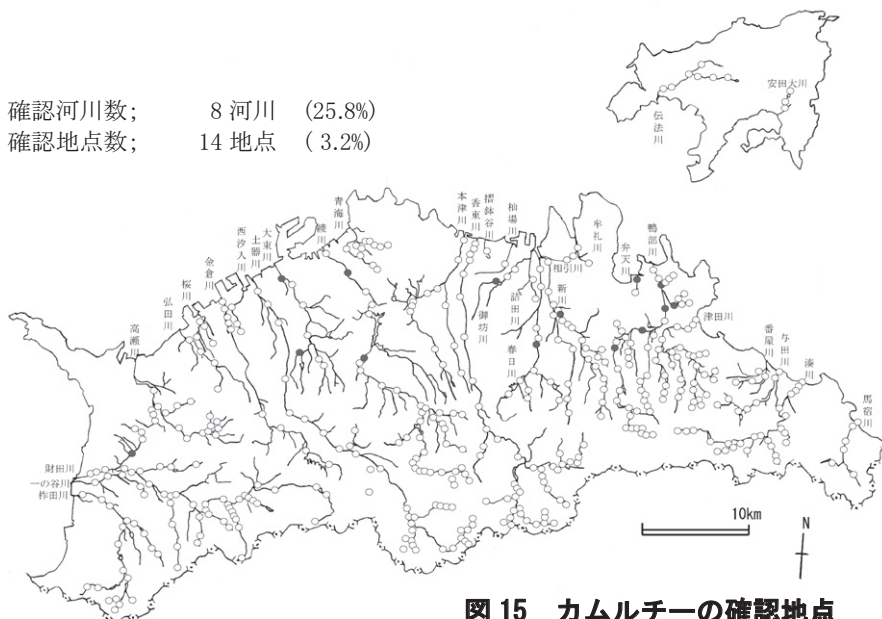 確認河川数; 8 河川 (25.8%)
確認地点数; 14 地点 ( 3.2%)
安田大川
伝法川
青海川
綾川
大束川
土器川
西汐入川
金倉川
桜川
弘田川
高瀬川
本津川
香東川
摺鉢谷川
杣場川
牟礼川
相引川
新川
詰田川
御坊川
春日川
弁天川
鴨部川
津田川
番屋川
与田川
湊川
馬宿川
財田川
一の谷川
柞田川
10km
N
図 15 カムルチーの確認地点